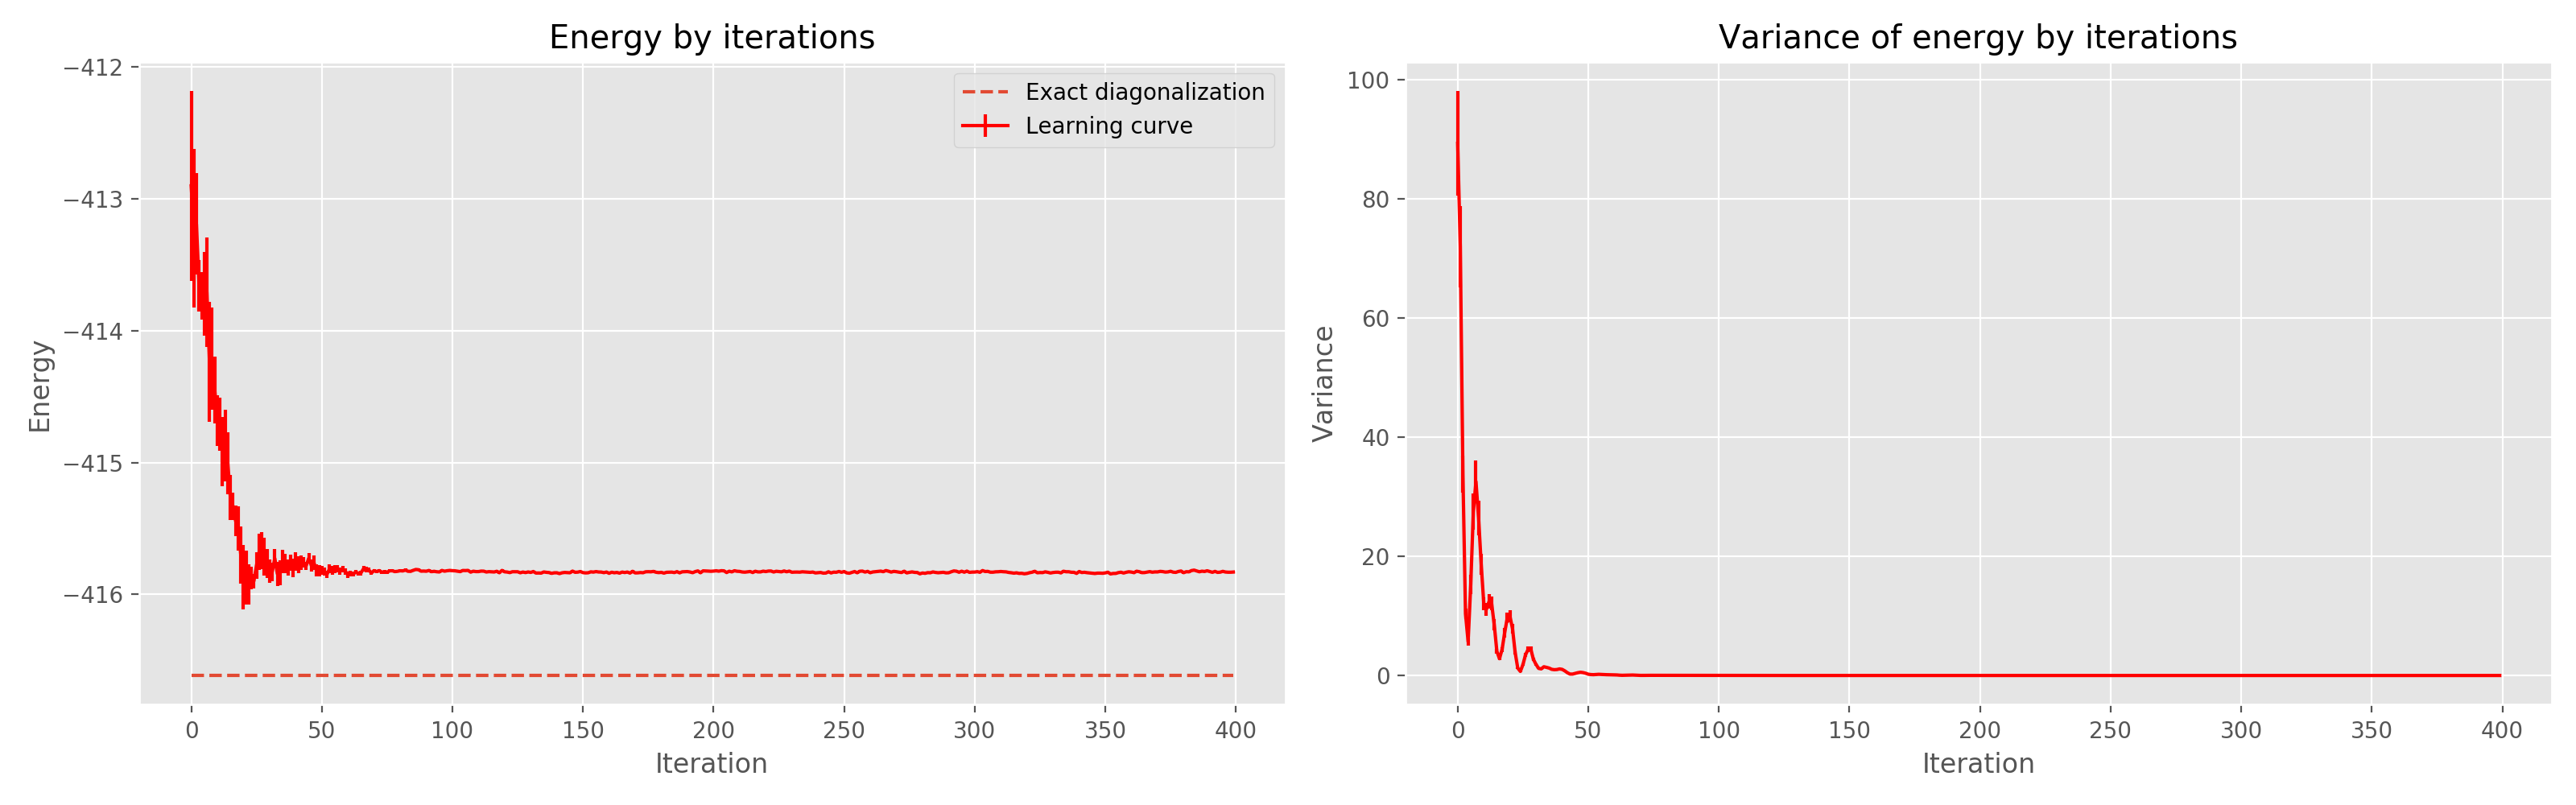 Energy by iterations
−412
−413
−414
−415
−416
Energy
Exact diagonalization
Learning curve
0 50 100 150 200 250 300 350 400
Iteration
Variance of energy by iterations
100
80
60
40
20
0
Variance
0 50 100 150 200 250 300 350 400
Iteration